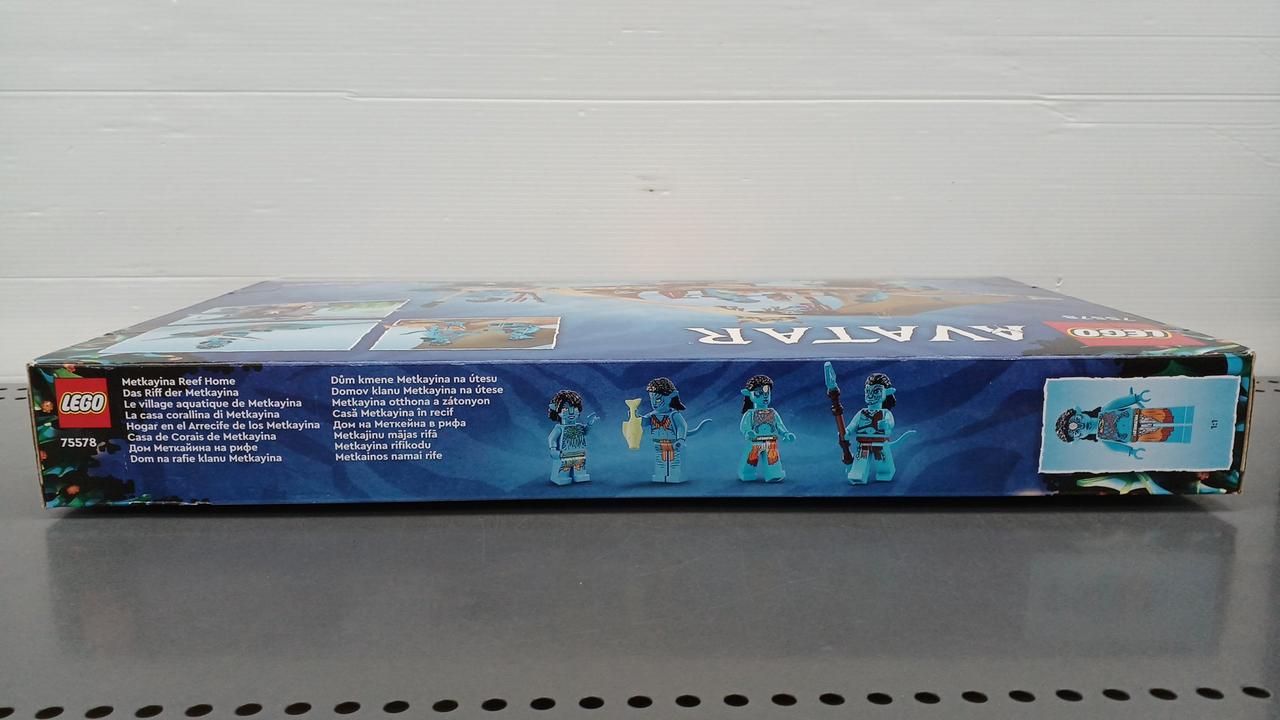 AVATAR
LEGO
75578
LEGO
75578
Metkayina Reef Home
Das Riff der Metkayina
Le village aquatique de Metkayina
La casa corallina di Metkayina
Hogar en el Arrecife de los Metkayina
Casa de Corais de Metkayina
Дом Меткайина на рифе
Dom na rafie klanu Metkayina
Dům kmene Metkayina na útesu
Domov klanu Metkayina na útese
Metkayina otthona a zátonyon
Casă Metkayina în recif
Дом на Меткейна в рифа
Metkajinu mājas rifā
Metkayina rifikodu
Metkainos namai rife
1:1